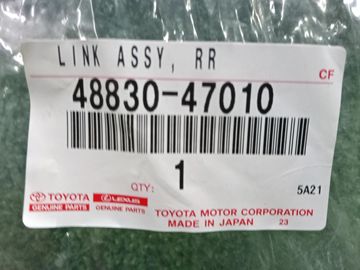 LINK ASSY, RR
CF
48830-47010
QTY: 1
5A21
TOYOTA LEXUS
GENUINE PARTS GENUINE PARTS
TOYOTA MOTOR CORPORATION
MADE IN JAPAN 23